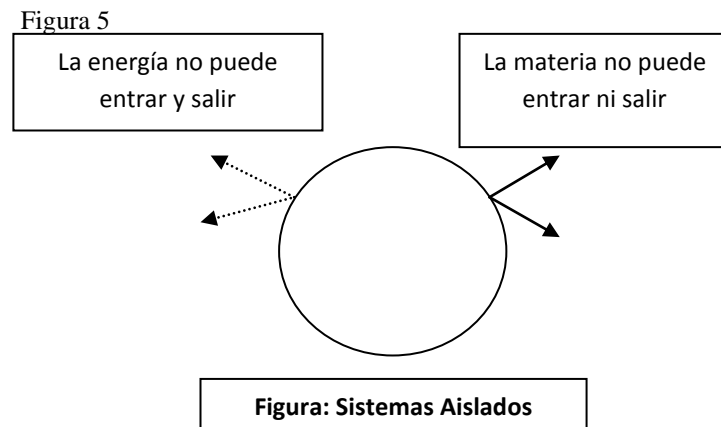 Figura 5
La energía no puede
entrar y salir
La materia no puede
entrar ni salir
Figura: Sistemas Aislados